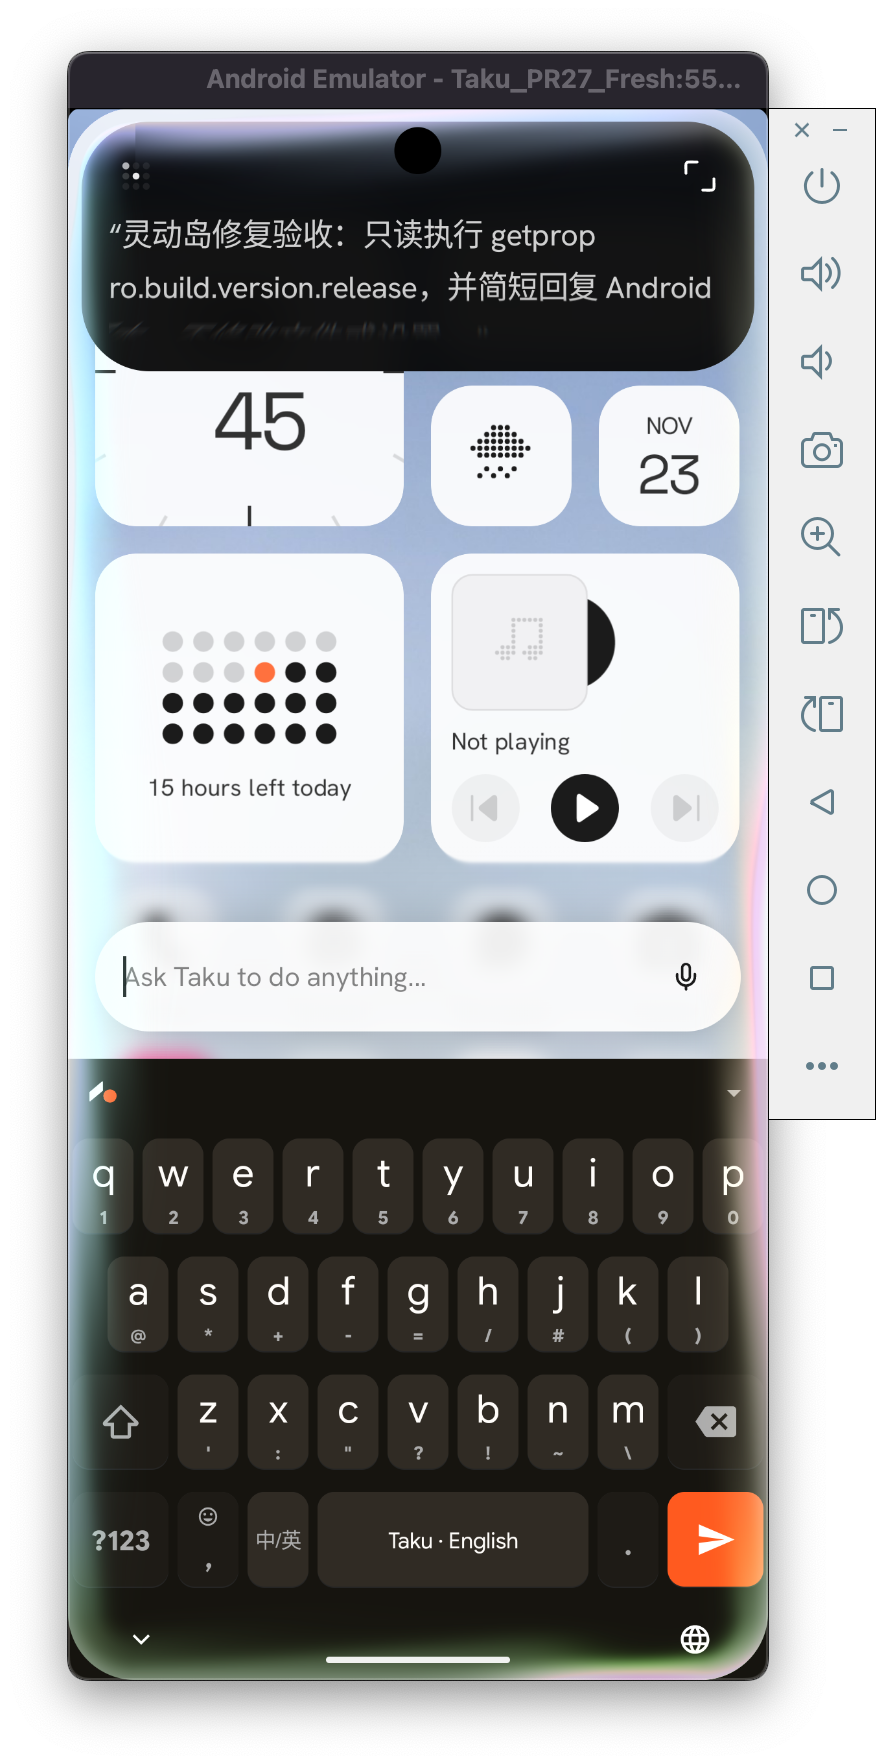 Android Emulator - Taku_PR27_Fresh:55...
“灵动岛修复验收：只读执行 getprop
ro.build.version.release，并简短回复 Android
45
NOV
23
15 hours left today
Not playing
Ask Taku to do anything...
q w e r t y u i o p
1 2 3 4 5 6 7 8 9 0
a s d f g h j k l
@ * + - = / # ( )
z x c v b n m
' : " ? ! ~ \
?123 , 中/英 Taku · English .